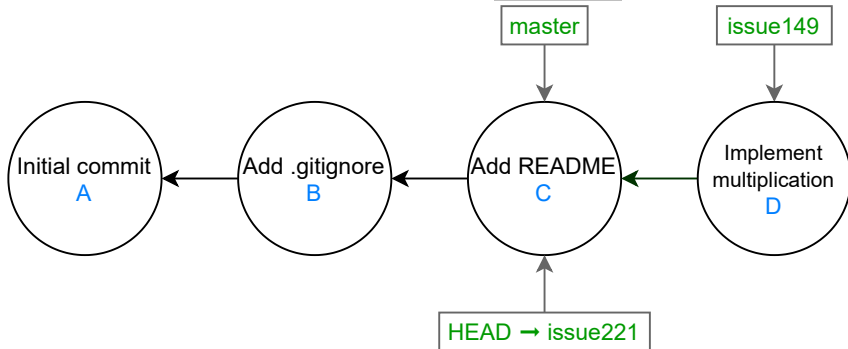 master
issue149
Initial commit
A
Add .gitignore
B
Add README
C
Implement
multiplication
D
HEAD → issue221